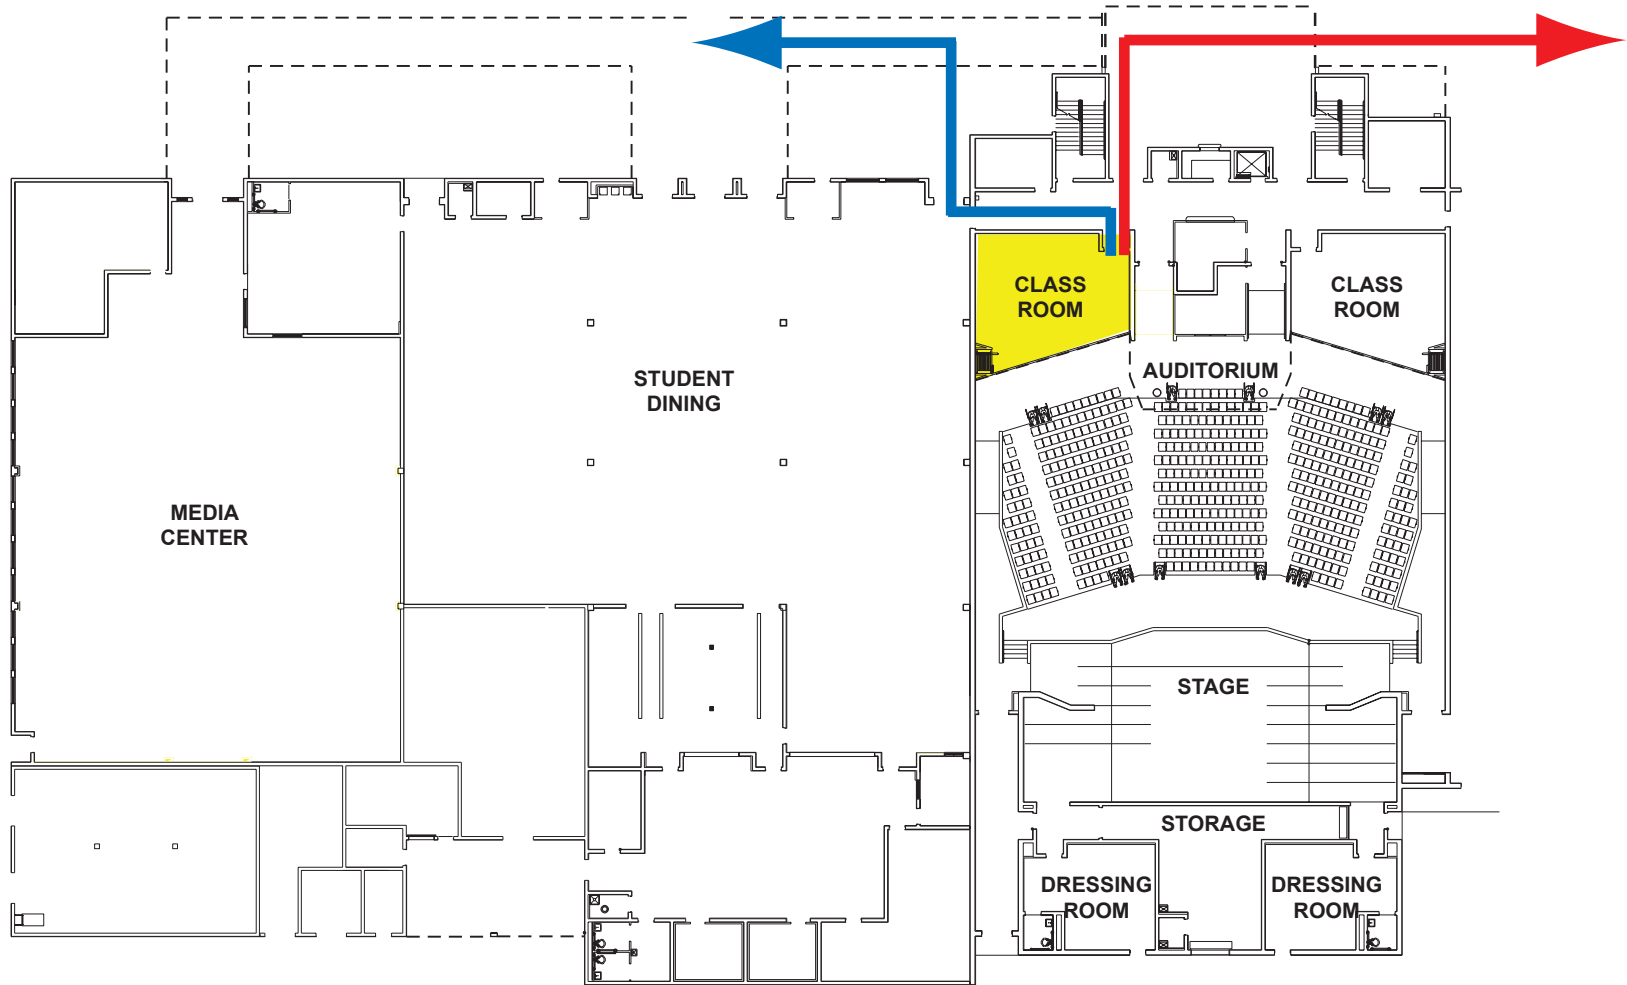 CLASS
ROOM
CLASS
ROOM
AUDITORIUM
STUDENT
DINING
MEDIA
CENTER
STAGE
STORAGE
DRESSING
ROOM
DRESSING
ROOM